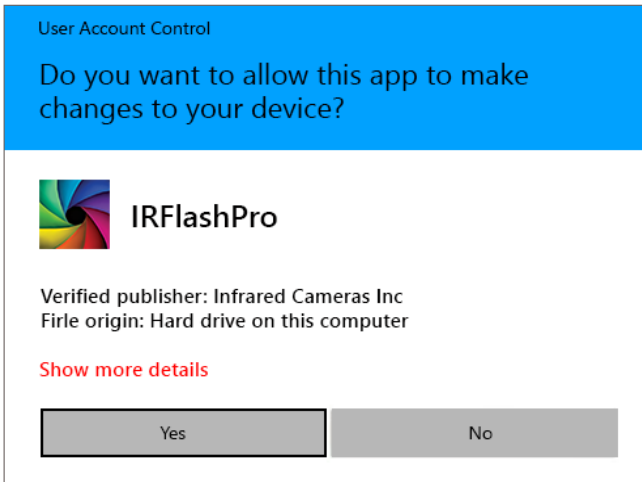 User Account Control
Do you want to allow this app to make
changes to your device?
IRFlashPro
Verified publisher: Infrared Cameras Inc
Firle origin: Hard drive on this computer
Show more details
Yes
No